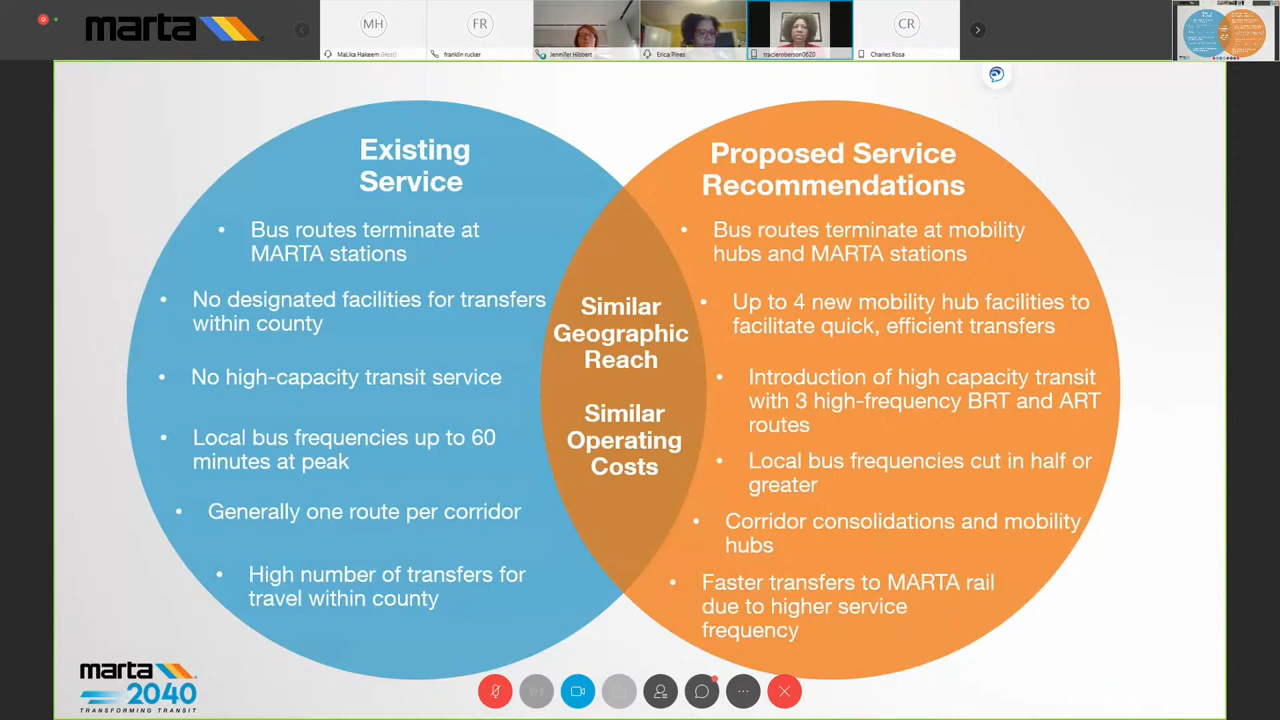 marta
MH
FR
CR
MaLika Hakeem (Host)
franklin rucker
Jennifer Hibbert
Erica Pines
tracieroberson0620
Charles Rosa
Existing
Service
Bus routes terminate at
MARTA stations
No designated facilities for transfers
within county
No high-capacity transit service
Local bus frequencies up to 60
minutes at peak
Generally one route per corridor
High number of transfers for
travel within county
Similar
Geographic
Reach
Similar
Operating
Costs
Proposed Service
Recommendations
Bus routes terminate at mobility
hubs and MARTA stations
Up to 4 new mobility hub facilities to
facilitate quick, efficient transfers
Introduction of high capacity transit
with 3 high-frequency BRT and ART
routes
Local bus frequencies cut in half or
greater
Corridor consolidations and mobility
hubs
Faster transfers to MARTA rail
due to higher service
frequency
marta
2040
TRANSFORMING TRANSIT